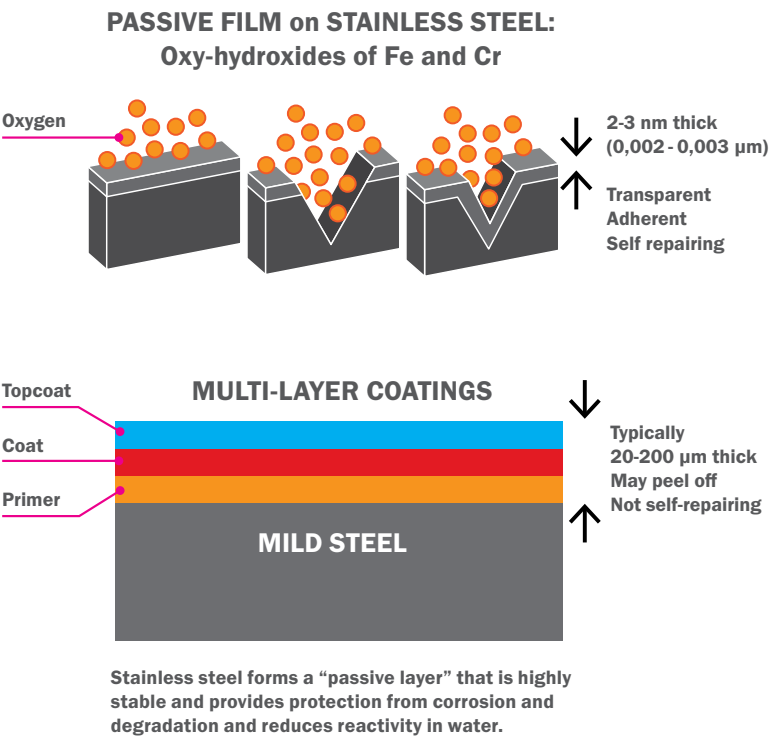 PASSIVE FILM on STAINLESS STEEL:
Oxy-hydroxides of Fe and Cr
Oxygen
2-3 nm thick
(0,002 - 0,003 µm)
Transparent
Adherent
Self repairing
MULTI-LAYER COATINGS
Topcoat
Coat
Primer
Typically
20-200 µm thick
May peel off
Not self-repairing
MILD STEEL
Stainless steel forms a “passive layer” that is highly
stable and provides protection from corrosion and
degradation and reduces reactivity in water.